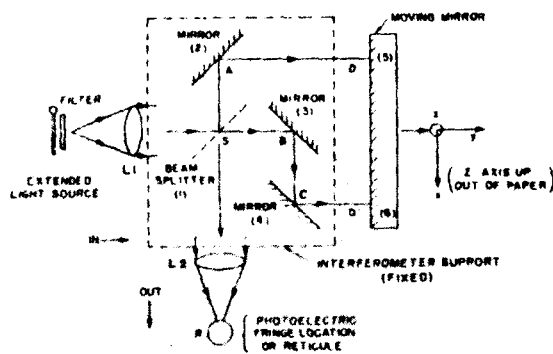 MOVING MIRROR
MIRROR
(2)
A
D
(5)
FILTER
MIRROR
(3)
S
B
Z
y
x
L1
BEAM
SPLITTER
(1)
EXTENDED
LIGHT SOURCE
C
MIRROR
(4)
D
(6)
(Z AXIS UP
OUT OF PAPER)
IN
L2
INTERFEROMETER SUPPORT
(FIXED)
OUT
R
PHOTOELECTRIC
FRINGE LOCATION
OR RETICULE